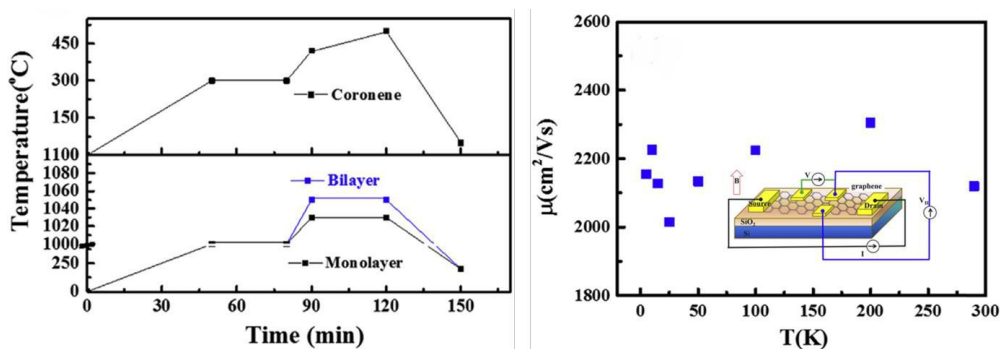 450
300
150
1100
1080
1060
1040
1020
1000
250
0
0
30
60
90
120
150
Temperature(°C)
Time (min)
Coronene
Bilayer
Monolayer
2600
2400
2200
2000
1800
0
50
100
150
200
250
300
μ(cm²/Vs)
T(K)
B
V
graphene
Source
Drain
SiO₂
Si
I